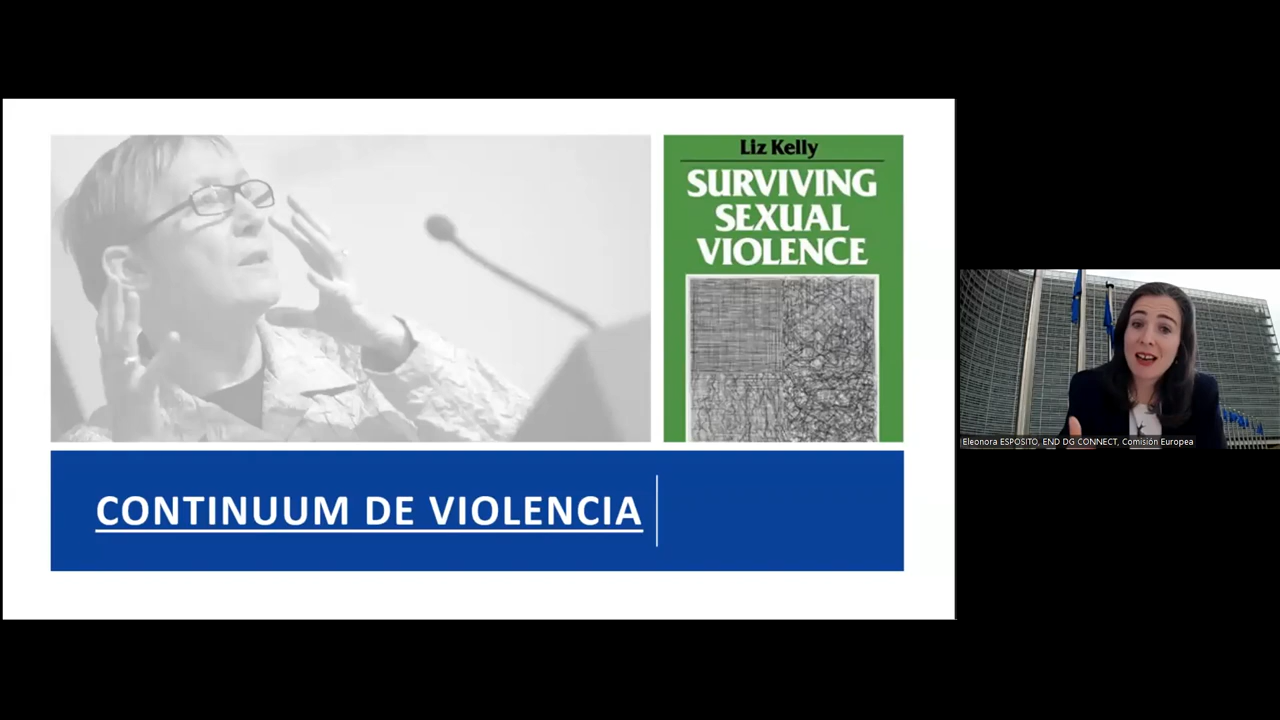 Liz Kelly
SURVIVING
SEXUAL
VIOLENCE
CONTINUUM DE VIOLENCIA
Eleonora ESPOSITO, END DG CONNECT, Comisión Europea